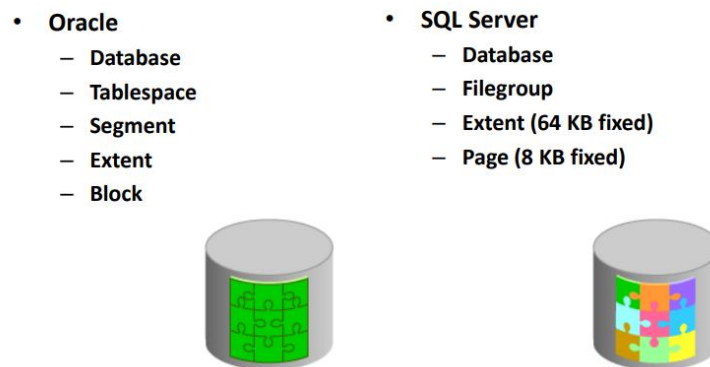 • Oracle
– Database
– Tablespace
– Segment
– Extent
– Block
• SQL Server
– Database
– Filegroup
– Extent (64 KB fixed)
– Page (8 KB fixed)